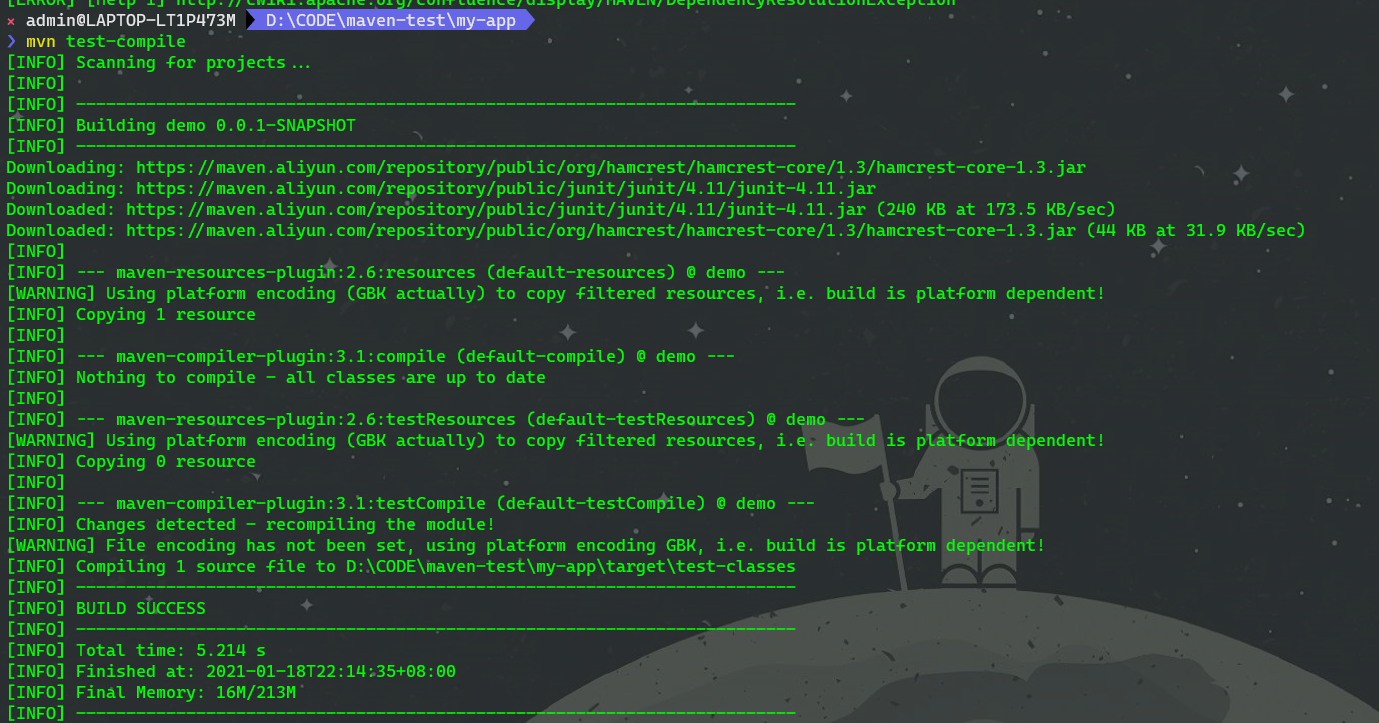 [ERROR] [Help 1] http://cwiki.apache.org/confluence/display/MAVEN/DependencyResolutionException
× admin@LAPTOP-LT1P473M D:\CODE\maven-test\my-app
❯ mvn test-compile
[INFO] Scanning for projects...
[INFO]
[INFO] ------------------------------------------------------------------------
[INFO] Building demo 0.0.1-SNAPSHOT
[INFO] ------------------------------------------------------------------------
Downloading: https://maven.aliyun.com/repository/public/org/hamcrest/hamcrest-core/1.3/hamcrest-core-1.3.jar
Downloading: https://maven.aliyun.com/repository/public/junit/junit/4.11/junit-4.11.jar
Downloaded: https://maven.aliyun.com/repository/public/junit/junit/4.11/junit-4.11.jar (240 KB at 173.5 KB/sec)
Downloaded: https://maven.aliyun.com/repository/public/org/hamcrest/hamcrest-core/1.3/hamcrest-core-1.3.jar (44 KB at 31.9 KB/sec)
[INFO]
[INFO] --- maven-resources-plugin:2.6:resources (default-resources) @ demo ---
[WARNING] Using platform encoding (GBK actually) to copy filtered resources, i.e. build is platform dependent!
[INFO] Copying 1 resource
[INFO]
[INFO] --- maven-compiler-plugin:3.1:compile (default-compile) @ demo ---
[INFO] Nothing to compile - all classes are up to date
[INFO]
[INFO] --- maven-resources-plugin:2.6:testResources (default-testResources) @ demo ---
[WARNING] Using platform encoding (GBK actually) to copy filtered resources, i.e. build is platform dependent!
[INFO] Copying 0 resource
[INFO]
[INFO] --- maven-compiler-plugin:3.1:testCompile (default-testCompile) @ demo ---
[INFO] Changes detected - recompiling the module!
[WARNING] File encoding has not been set, using platform encoding GBK, i.e. build is platform dependent!
[INFO] Compiling 1 source file to D:\CODE\maven-test\my-app\target\test-classes
[INFO] ------------------------------------------------------------------------
[INFO] BUILD SUCCESS
[INFO] ------------------------------------------------------------------------
[INFO] Total time: 5.214 s
[INFO] Finished at: 2021-01-18T22:14:35+08:00
[INFO] Final Memory: 16M/213M
[INFO] ------------------------------------------------------------------------